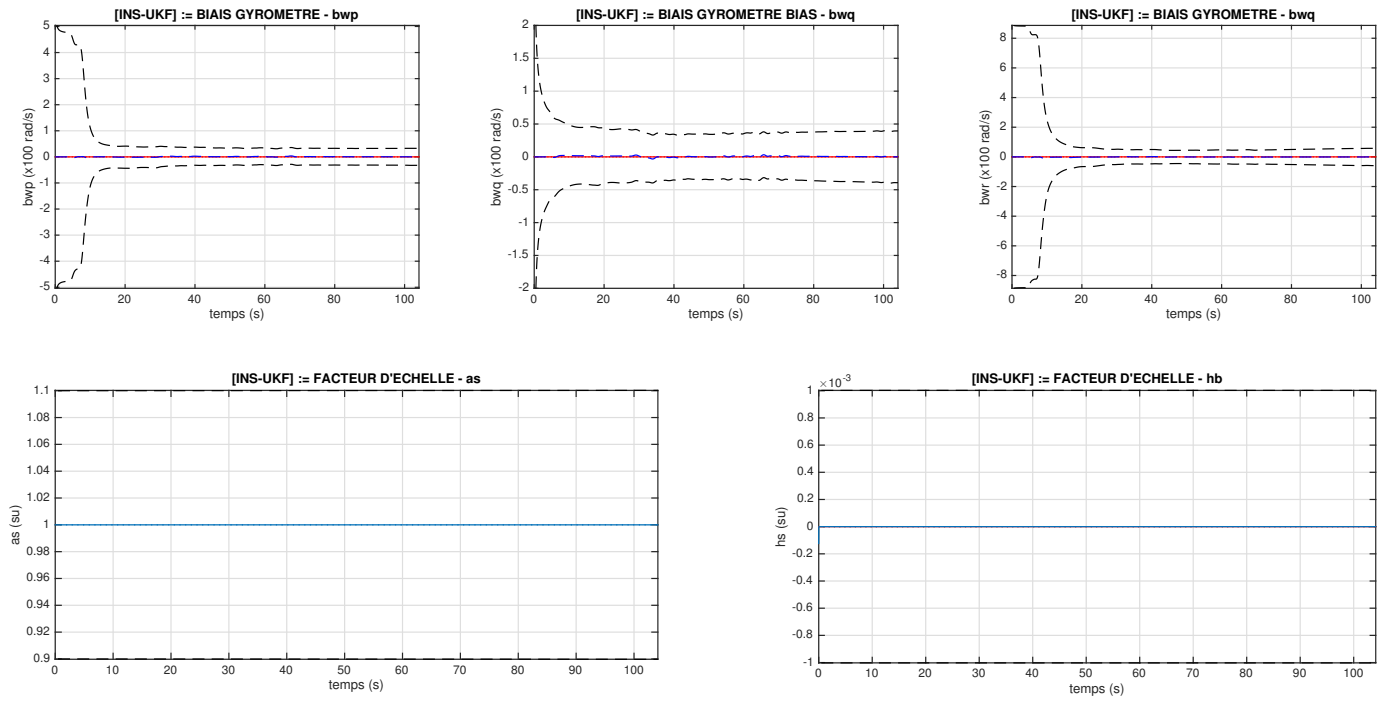 [INS-UKF] := BIAIS GYROMETRE - bwp
5
4
3
2
1
0
-1
-2
-3
-4
-5
bwp (x100 rad/s)
0 20 40 60 80 100
temps (s)
[INS-UKF] := BIAIS GYROMETRE BIAS - bwq
2
1.5
1
0.5
0
-0.5
-1
-1.5
-2
bwq (x100 rad/s)
0 20 40 60 80 100
temps (s)
[INS-UKF] := BIAIS GYROMETRE - bwq
8
6
4
2
0
-2
-4
-6
-8
bwr (x100 rad/s)
0 20 40 60 80 100
temps (s)
[INS-UKF] := FACTEUR D'ECHELLE - as
1.1
1.08
1.06
1.04
1.02
1
0.98
0.96
0.94
0.92
0.9
as (su)
0 10 20 30 40 50 60 70 80 90 100
temps (s)
[INS-UKF] := FACTEUR D'ECHELLE - hb
×10-3
1
0.8
0.6
0.4
0.2
0
-0.2
-0.4
-0.6
-0.8
-1
hs (su)
0 10 20 30 40 50 60 70 80 90 100
temps (s)